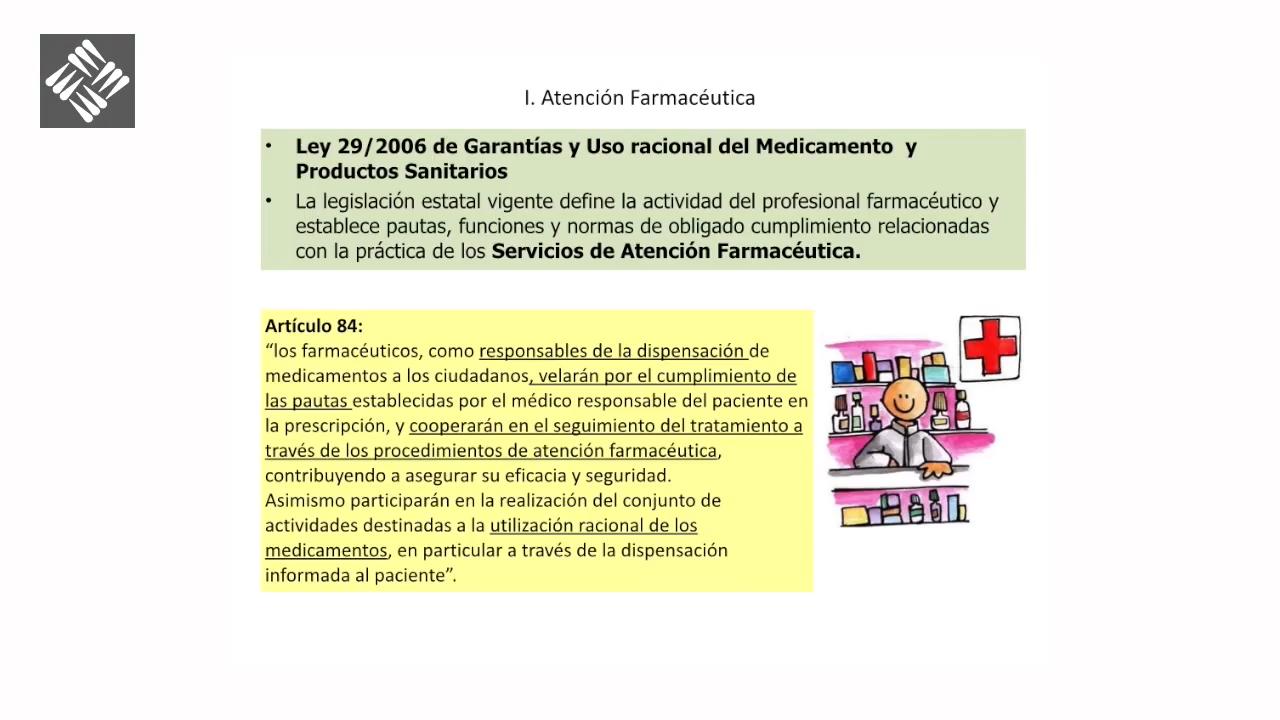 I. Atención Farmacéutica
• Ley 29/2006 de Garantías y Uso racional del Medicamento y
Productos Sanitarios
• La legislación estatal vigente define la actividad del profesional farmacéutico y
establece pautas, funciones y normas de obligado cumplimiento relacionadas
con la práctica de los Servicios de Atención Farmacéutica.
Artículo 84:
“los farmacéuticos, como responsables de la dispensación de
medicamentos a los ciudadanos, velarán por el cumplimiento de
las pautas establecidas por el médico responsable del paciente en
la prescripción, y cooperarán en el seguimiento del tratamiento a
través de los procedimientos de atención farmacéutica,
contribuyendo a asegurar su eficacia y seguridad.
Asimismo participarán en la realización del conjunto de
actividades destinadas a la utilización racional de los
medicamentos, en particular a través de la dispensación
informada al paciente”.